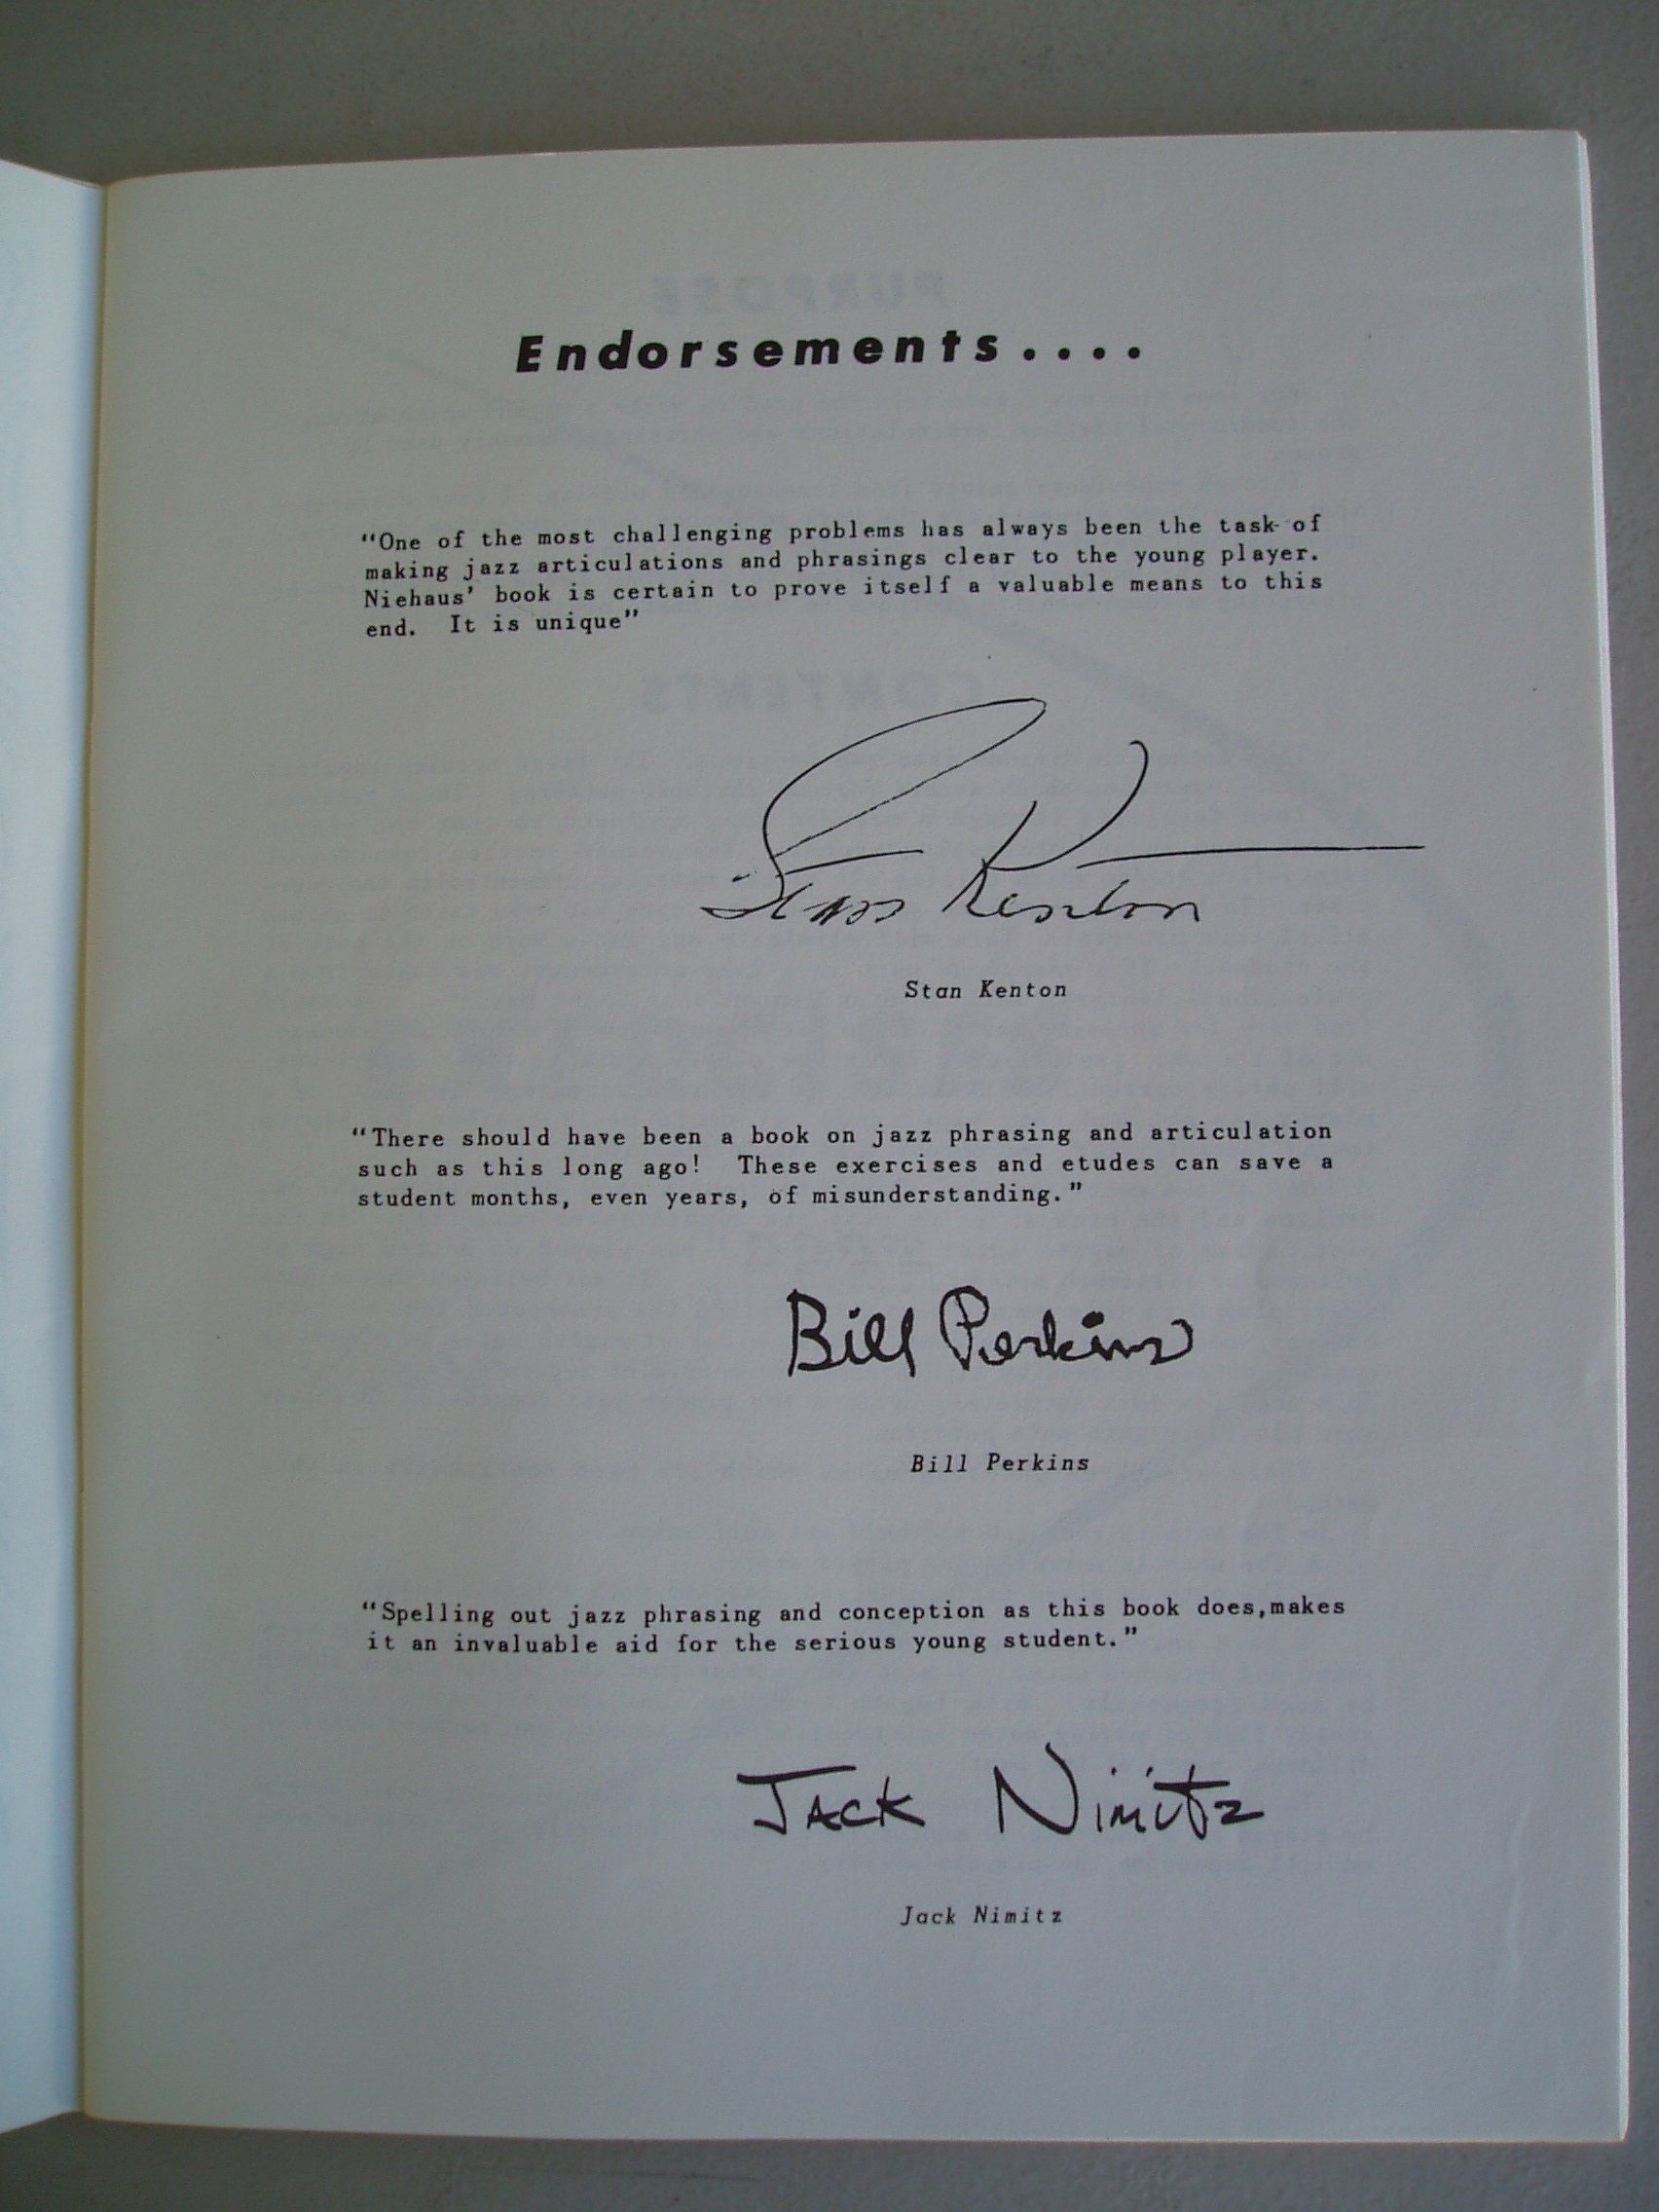 Endorsements....
"One of the most challenging problems has always been the task of
making jazz articulations and phrasings clear to the young player.
Niehaus' book is certain to prove itself a valuable means to this
end. It is unique"
Stan Kenton
Stan Kenton
"There should have been a book on jazz phrasing and articulation
such as this long ago! These exercises and etudes can save a
student months, even years, of misunderstanding."
Bill Perkins
Bill Perkins
"Spelling out jazz phrasing and conception as this book does,makes
it an invaluable aid for the serious young student."
Jack Nimitz
Jack Nimitz